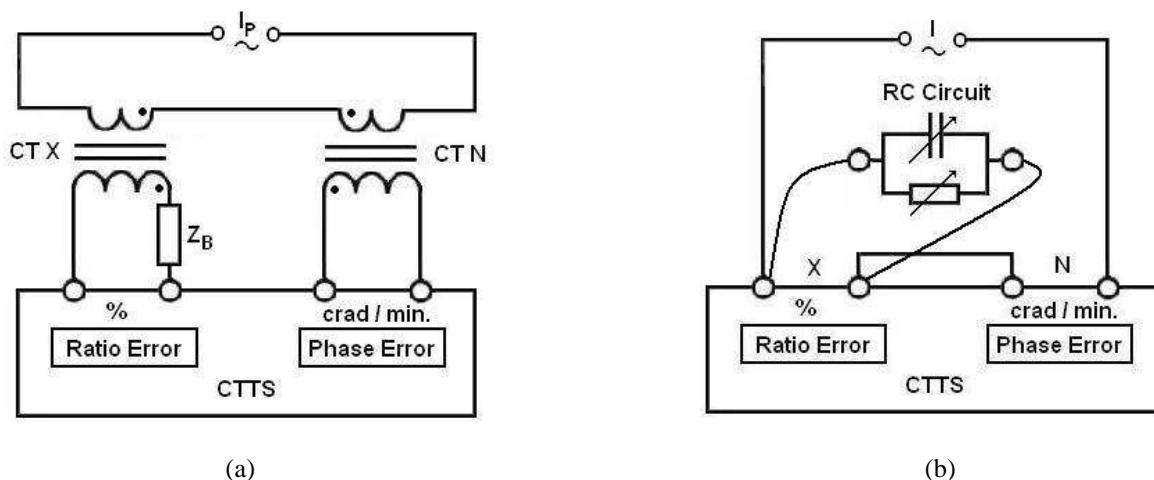 I_P
~
CT X
CT N
Z_B
%
crad / min.
Ratio Error
Phase Error
CTTS
(a)
I
~
RC Circuit
X
N
%
crad / min.
Ratio Error
Phase Error
CTTS
(b)